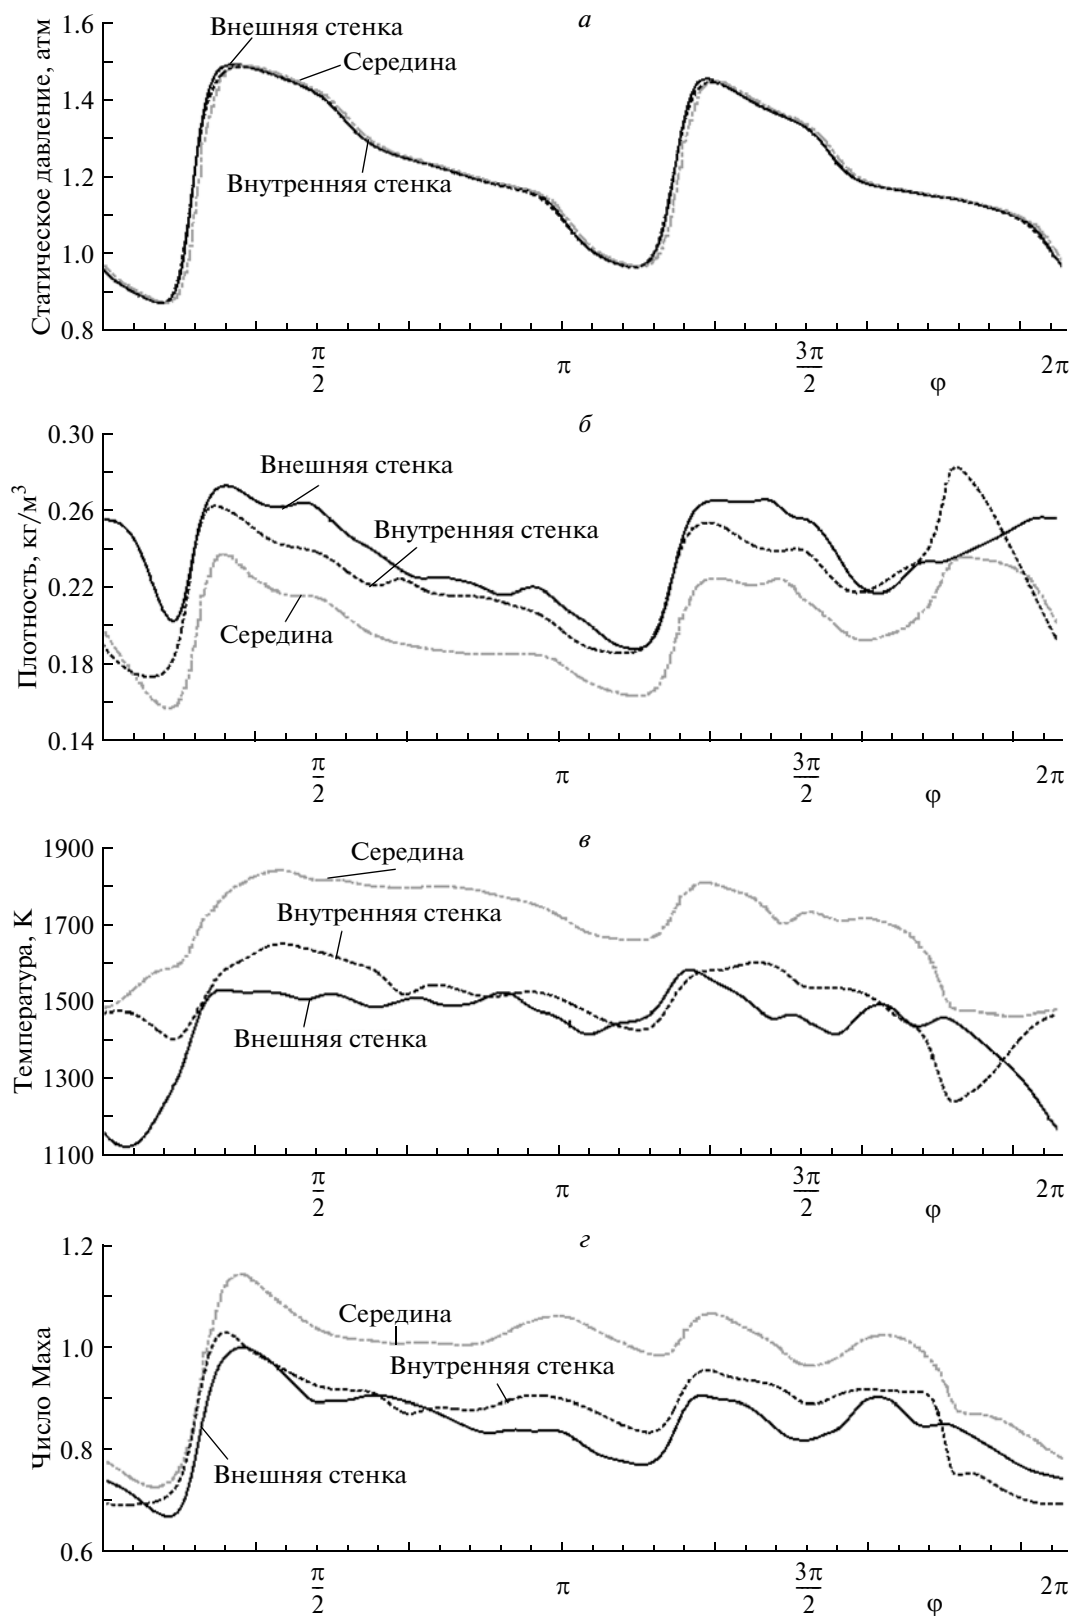 а
Статическое давление, атм
1.6
1.4
1.2
1.0
0.8
Внешняя стенка
Середина
Внутренняя стенка
π/2
π
3π/2
φ
2π
б
Плотность, кг/м³
0.30
0.26
0.22
0.18
0.14
Внешняя стенка
Внутренняя стенка
Середина
π/2
π
3π/2
φ
2π
в
Температура, К
1900
1700
1500
1300
1100
Середина
Внутренняя стенка
Внешняя стенка
π/2
π
3π/2
φ
2π
г
Число Маха
1.2
1.0
0.8
0.6
Середина
Внутренняя стенка
Внешняя стенка
π/2
π
3π/2
φ
2π